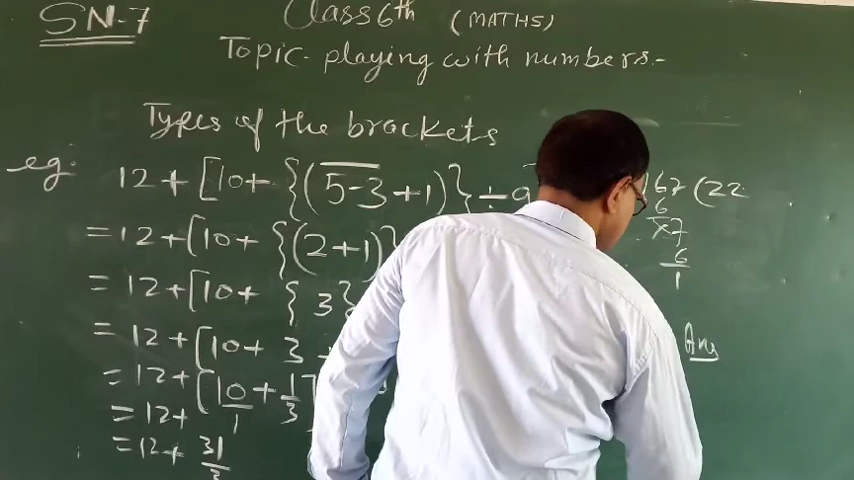 SN-7 Class 6th (MATHS)
Topic - playing with numbers.-
Types of the brackets
eg: 12 + [10 + {(5-3 + 1)} ÷ 9
= 12 + [10 + {(2 + 1)}
= 12 + [10 + { 3 }
= 12 + [10 + 3
= 12 + [10/1 + 1/3]
= 12 +
= 12 + 31/3
67 (22
6
x7
6
1
Ans